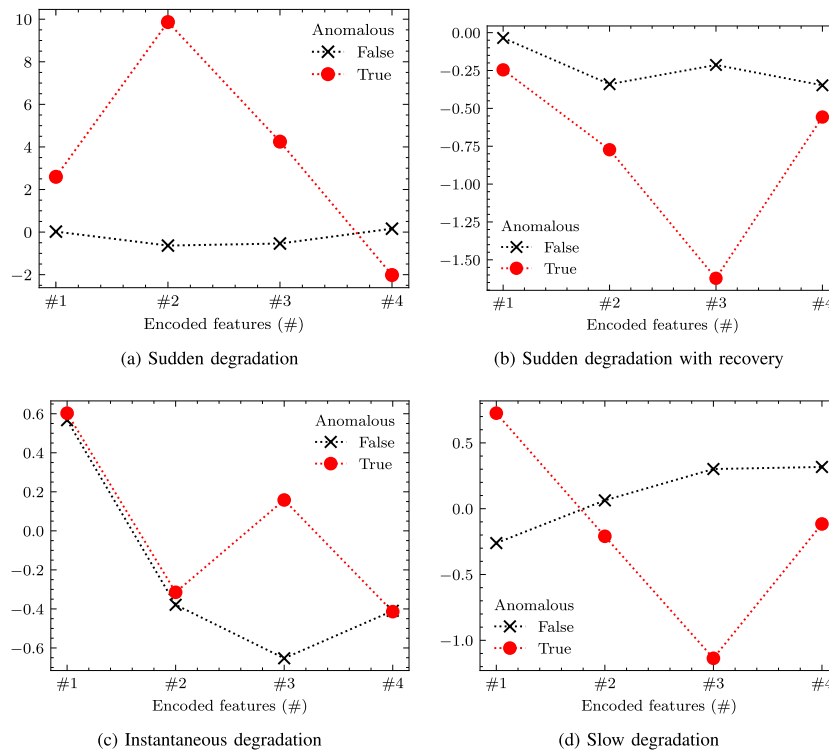 10
8
6
4
2
0
−2
Anomalous
False
True
#1 #2 #3 #4
Encoded features (#)
(a) Sudden degradation
0.00
−0.25
−0.50
−0.75
−1.00
−1.25
−1.50
Anomalous
False
True
#1 #2 #3 #4
Encoded features (#)
(b) Sudden degradation with recovery
0.6
0.4
0.2
0.0
−0.2
−0.4
−0.6
Anomalous
False
True
#1 #2 #3 #4
Encoded features (#)
(c) Instantaneous degradation
0.5
0.0
−0.5
−1.0
Anomalous
False
True
#1 #2 #3 #4
Encoded features (#)
(d) Slow degradation